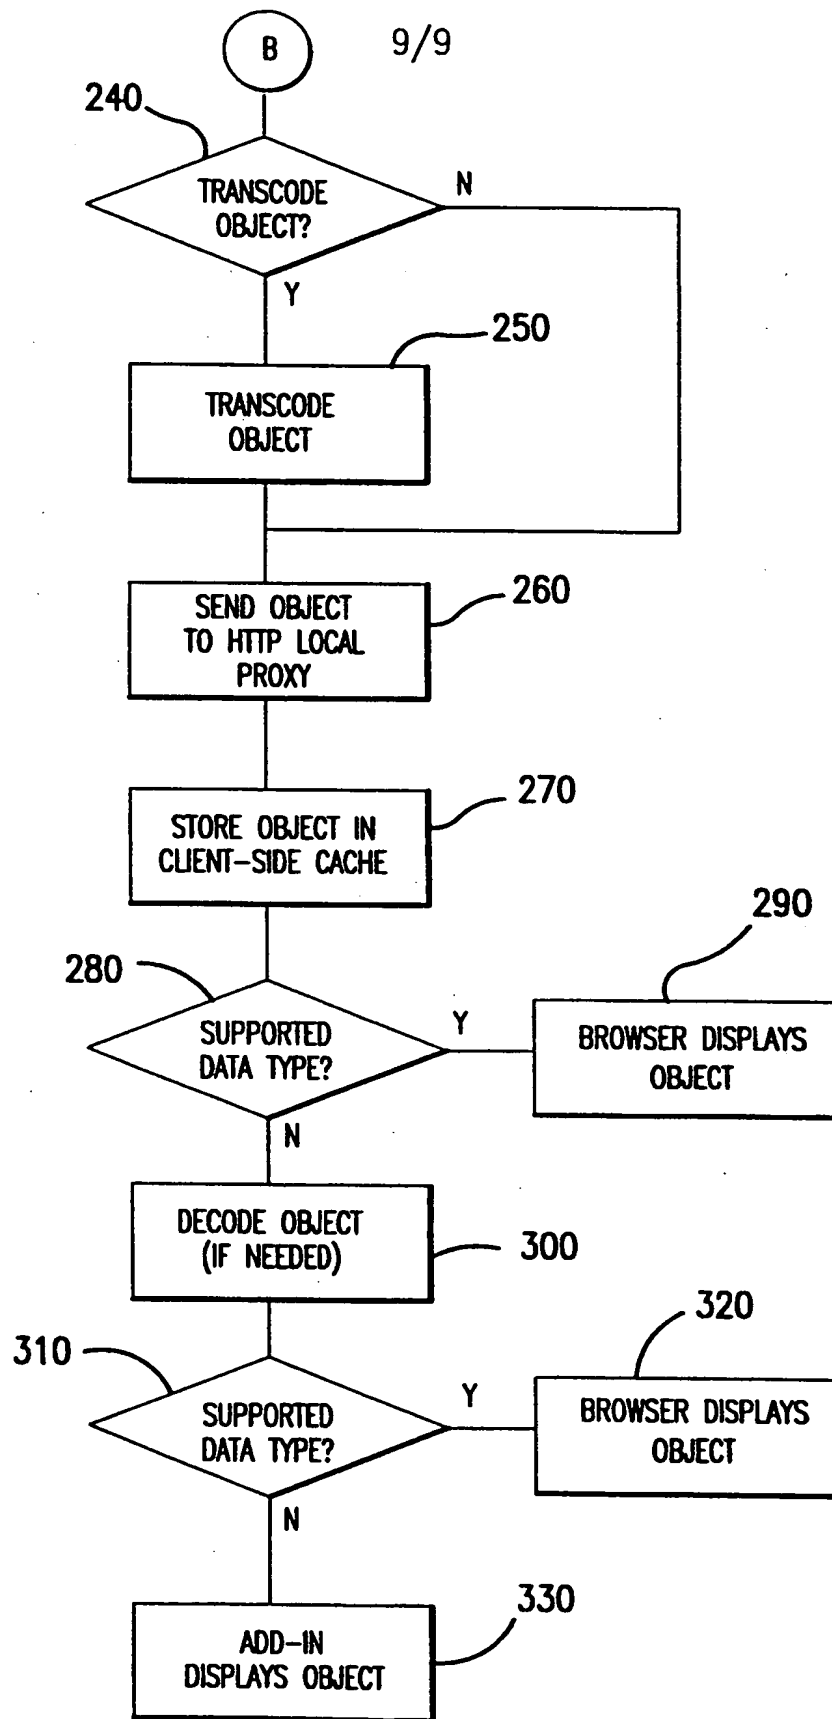 B
9/9
240
TRANSCODE
OBJECT?
N
Y
250
TRANSCODE
OBJECT
260
SEND OBJECT
TO HTTP LOCAL
PROXY
270
STORE OBJECT IN
CLIENT-SIDE CACHE
290
280
SUPPORTED
DATA TYPE?
Y
BROWSER DISPLAYS
OBJECT
N
DECODE OBJECT
(IF NEEDED)
300
320
310
SUPPORTED
DATA TYPE?
Y
BROWSER DISPLAYS
OBJECT
N
330
ADD-IN
DISPLAYS OBJECT